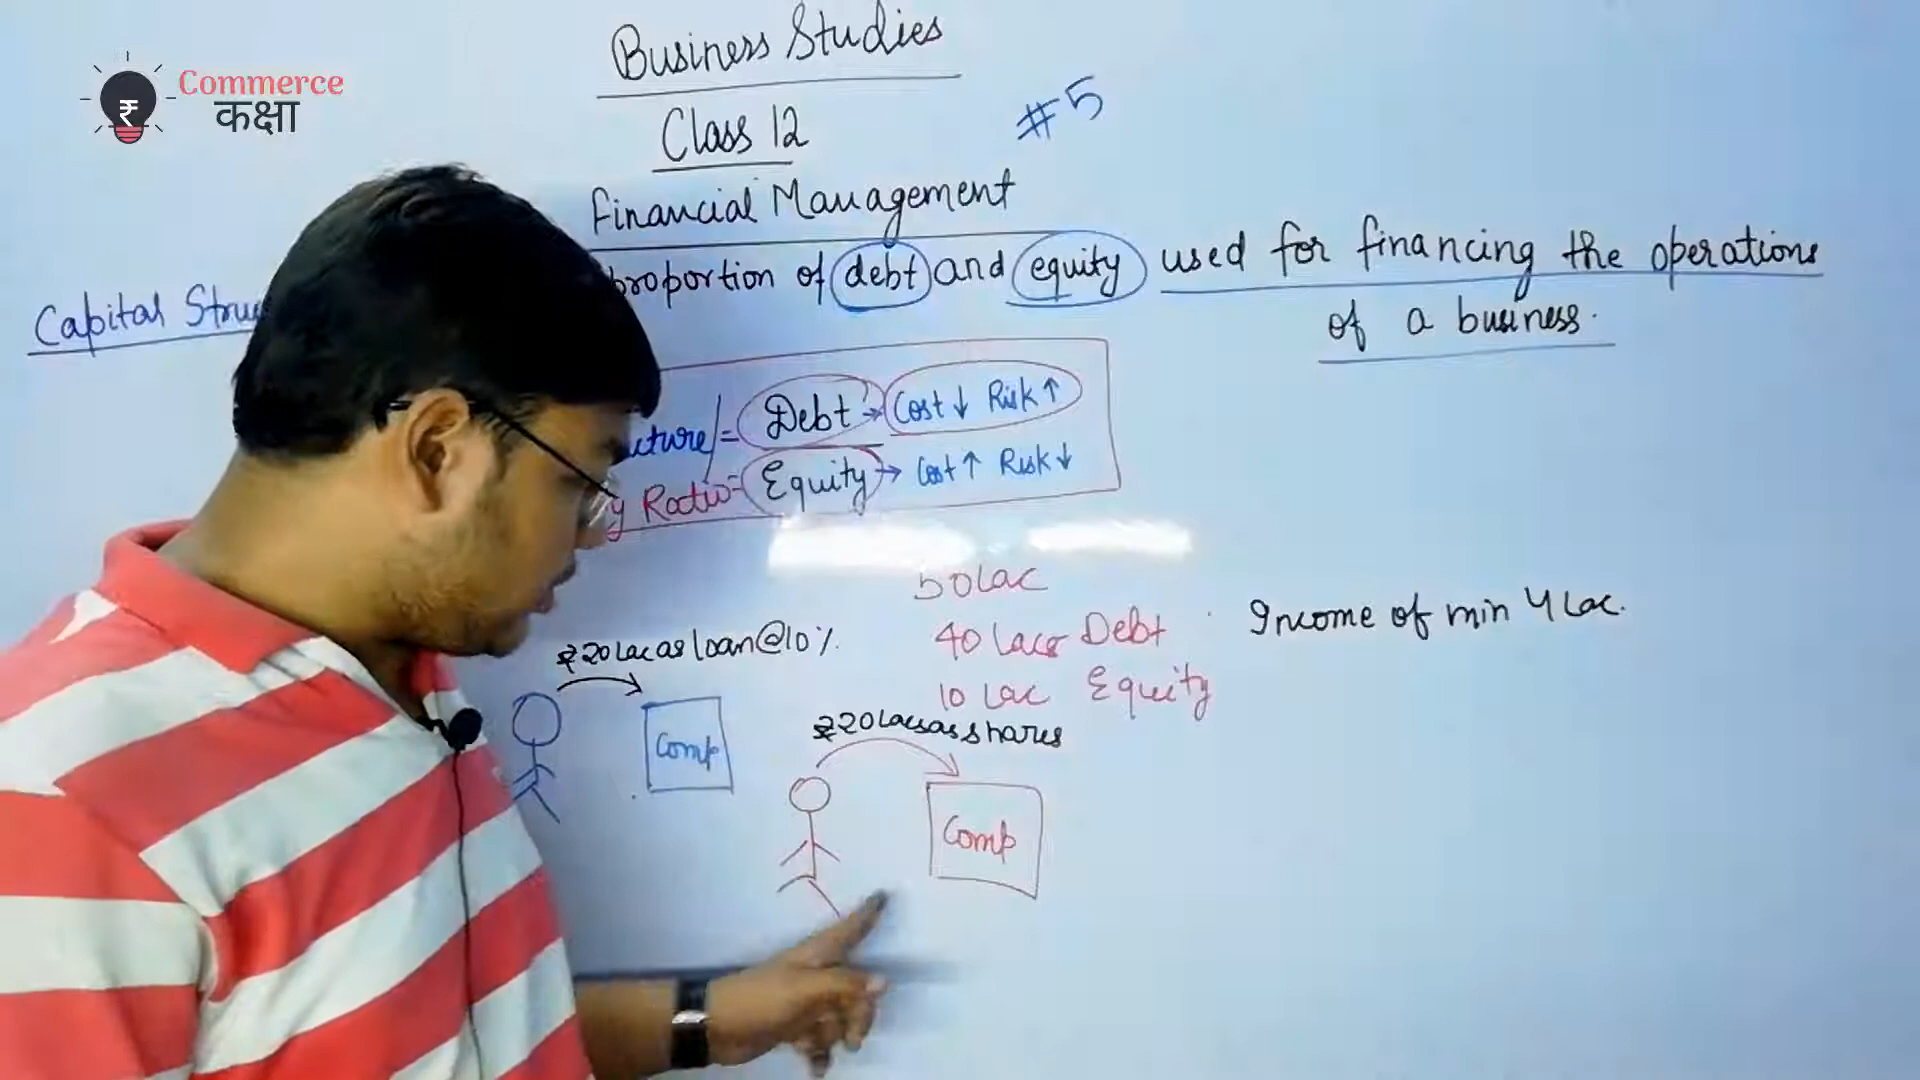 Commerce
कक्षा
₹
Business Studies
Class 12
#5
Financial Management
Capital Struc
proportion of debt and equity used for financing the operations
of a business.
ucture = Debt → Cost ↓ Risk ↑
y Ratio = Equity → Cost ↑ Risk ↓
50 lac
40 lacs Debt
Income of min 4 lac.
10 lac Equity
₹20 lac as loan @ 10%
Comp
₹20 lacs as shares
Comp